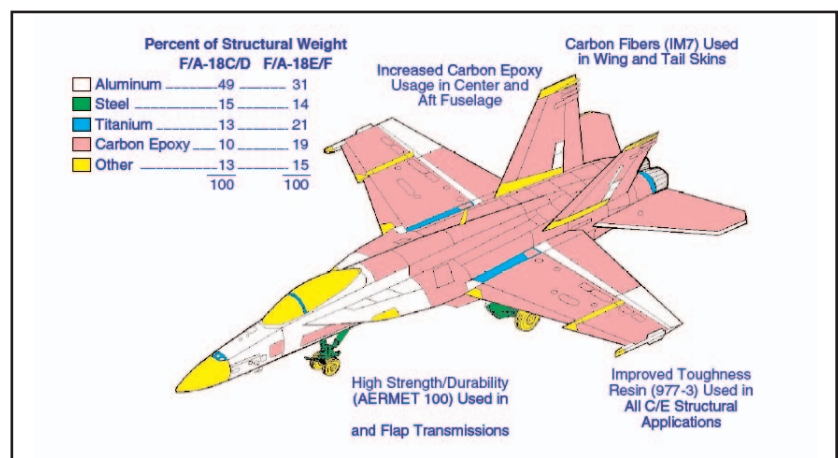 Percent of Structural Weight
F/A-18C/D F/A-18E/F
Aluminum 49 31
Steel 15 14
Titanium 13 21
Carbon Epoxy 10 19
Other 13 15
100 100
Increased Carbon Epoxy
Usage in Center and
Aft Fuselage
Carbon Fibers (IM7) Used
in Wing and Tail Skins
High Strength/Durability
(AERMET 100) Used in
and Flap Transmissions
Improved Toughness
Resin (977-3) Used in
All C/E Structural
Applications